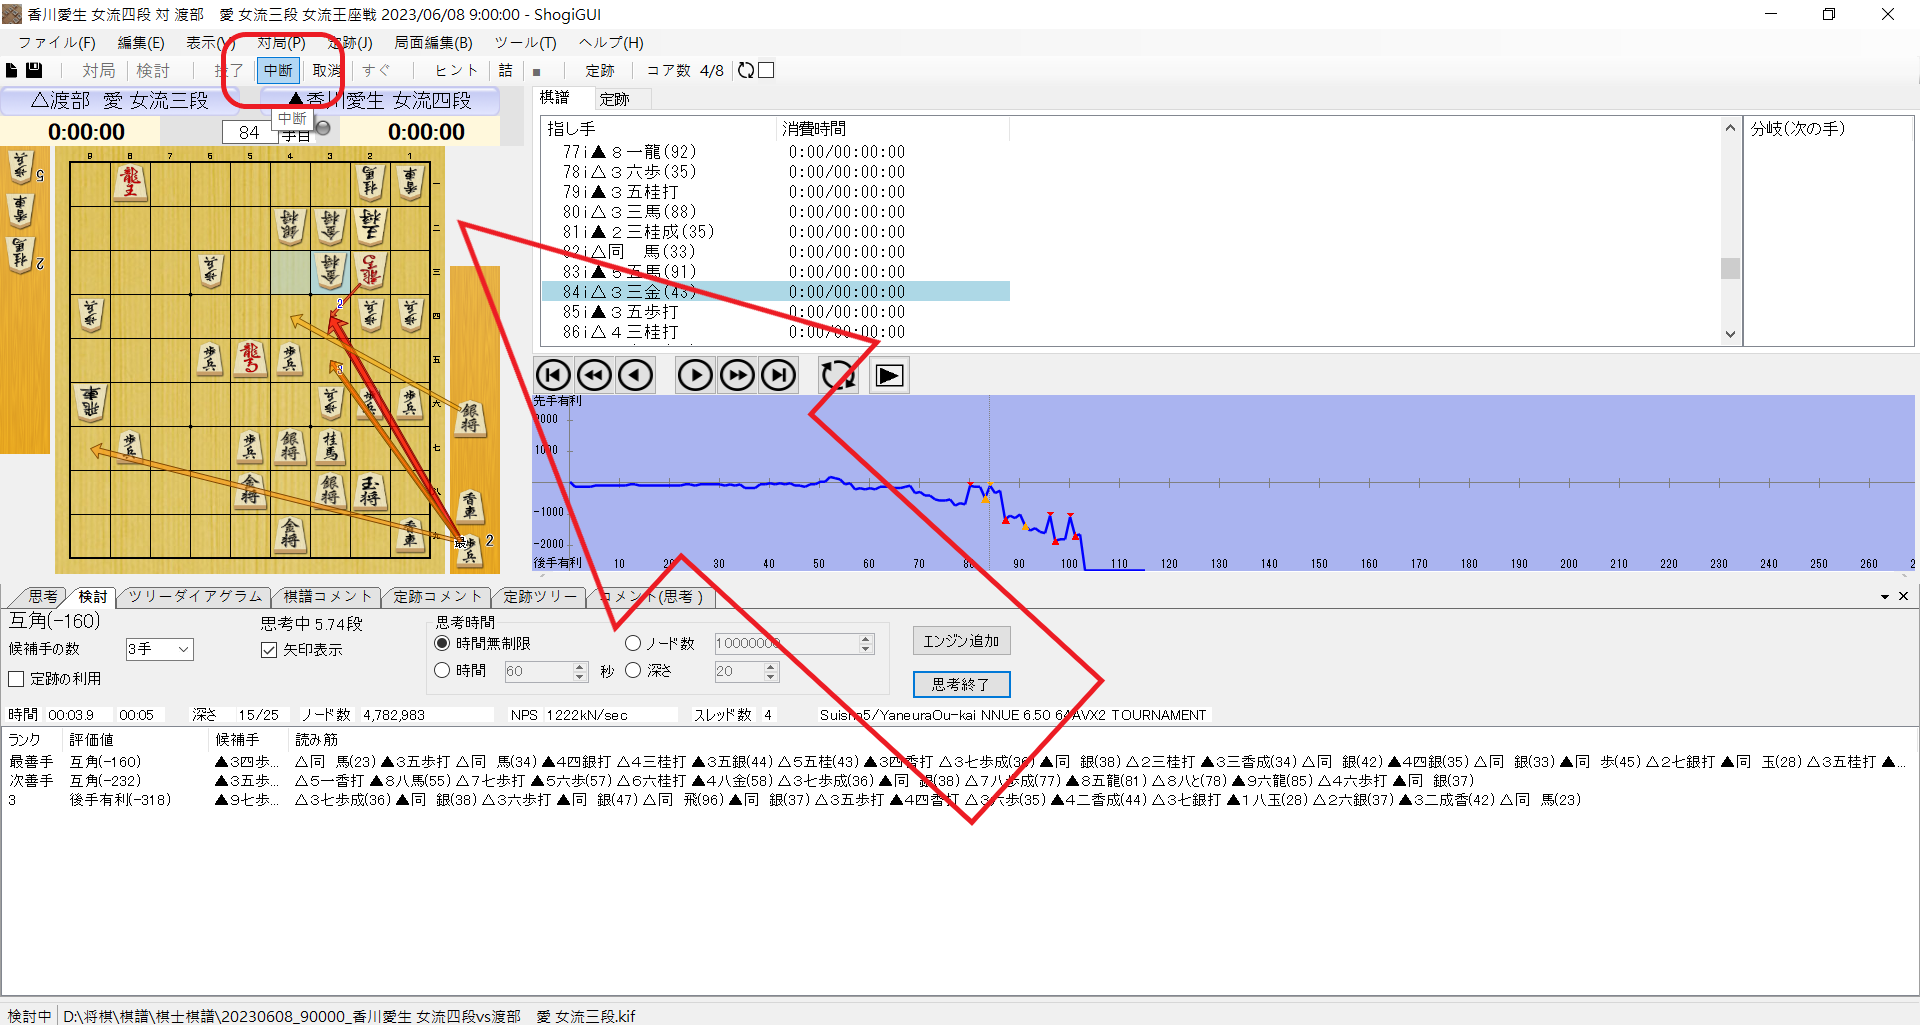 香川愛生 女流四段 対 渡部　愛 女流三段 女流王座戦 2023/06/08 9:00:00 - ShogiGUI
ファイル(F) 編集(E) 表示(V) 対局(P) 定跡(J) 局面編集(B) ツール(T) ヘルプ(H)
対局 検討 投了 中断 取消 すぐ ヒント 詰 ■ 定跡 コア数 4/8
△渡部　愛 女流三段 ▲香川愛生 女流四段
中断
0:00:00 84 手目 0:00:00
棋譜 定跡
指し手 消費時間 分岐(次の手)
77i▲８一龍(92) 0:00/00:00:00
78i△３六歩(35) 0:00/00:00:00
79i▲３五桂打 0:00/00:00:00
80i△３三馬(88) 0:00/00:00:00
81i▲２三桂成(35) 0:00/00:00:00
82i△同　馬(33) 0:00/00:00:00
83i▲５五馬(91) 0:00/00:00:00
84i△３三金(43) 0:00/00:00:00
85i▲３五歩打 0:00/00:00:00
86i△４三桂打 0:00/00:00:00
9 8 7 6 5 4 3 2 1
先手有利
2000
1000
-1000
-2000
後手有利 10 20 30 40 50 60 70 80 90 100 110 120 130 140 150 160 170 180 190 200 210 220 230 240 250 260 2
思考 検討 ツリーダイアグラム 棋譜コメント 定跡コメント 定跡ツリー コメント(思考)
互角(-160) 思考中 5.74段 思考時間
候補手の数 3手 矢印表示 時間無制限 ノード数 10000000 エンジン追加
定跡の利用 時間 60 秒 深さ 20 思考終了
時間 00:03.9 00:05 深さ 15/25 ノード数 4,782,983 NPS 1222kN/sec スレッド数 4 Suisho5/YaneuraOu-kai NNUE 6.50 64AVX2 TOURNAMENT
ランク 評価値 候補手 読み筋
最善手 互角(-160) ▲３四歩... △同　馬(23) ▲３五歩打 △同　馬(34) ▲４四銀打 △４三桂打 ▲３五銀(44) △５五桂(43) ▲３四香打 △３七歩成(36) ▲同　銀(38) △２三桂打 ▲３三香成(34) △同　銀(42) ▲４四銀(35) △同　銀(33) ▲同　歩(45) △２七銀打 ▲同　玉(28) △３五桂打 ▲...
次善手 互角(-232) ▲３五歩... △５一香打 ▲８八馬(55) △７七歩打 ▲５六歩(57) △６六桂打 ▲４八金(58) △３七歩成(36) ▲同　銀(38) △７八歩成(77) ▲８五龍(81) △８八と(78) ▲９六龍(85) △４六歩打 ▲同　銀(37)
3 後手有利(-318) ▲９七歩... △３七歩成(36) ▲同　銀(38) △３六歩打 ▲同　銀(47) △同　飛(96) ▲同　銀(37) △３五歩打 ▲４四香打 △３六歩(35) ▲４二香成(44) △３七銀打 ▲１八玉(28) △２六銀(37) ▲３二成香(42) △同　馬(23)
検討中 D:\将棋\棋譜\棋士棋譜\20230608_90000_香川愛生 女流四段vs渡部　愛 女流三段.kif